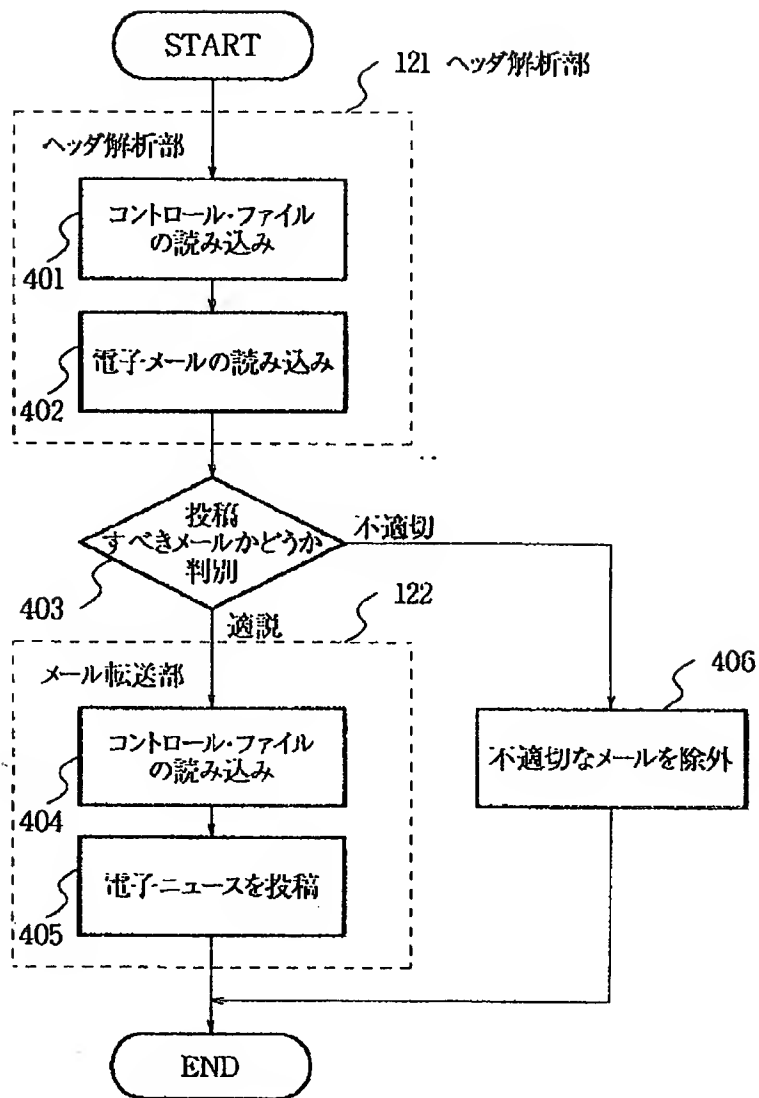 START
121 ヘッダ解析部
ヘッダ解析部
コントロール・ファイル
の読み込み
401
電子メールの読み込み
402
投稿
すべきメールかどうか
判別
不適切
403
適説
122
メール転送部
406
コントロール・ファイル
の読み込み
不適切なメールを除外
404
電子ニュースを投稿
405
END